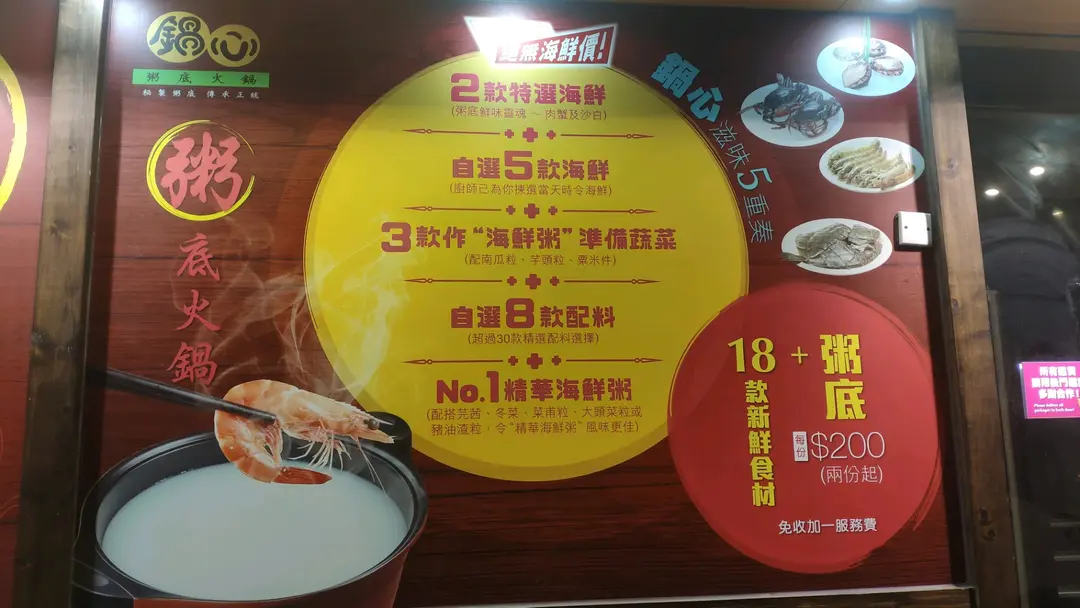 鍋心
粥底火鍋
秘製粥底 傳承正統
粥
底火鍋
無海鮮價!
2款特選海鮮
(粥底鮮味靈魂 ~ 肉蟹及沙白)
自選5款海鮮
(廚師已為你揀選當天時令海鮮)
3款作“海鮮粥”準備蔬菜
(配南瓜粒、芋頭粒、粟米件)
自選8款配料
(超過30款精選配料選擇)
No.1精華海鮮粥
(配搭芫茜、冬菜、菜甫粒、大頭菜粒或
豬油渣粒，令“精華海鮮粥”風味更佳)
鍋心
滋味5重奏
18款新鮮食材
+
粥底
每份$200
(兩份起)
免收加一服務費
多謝合作!